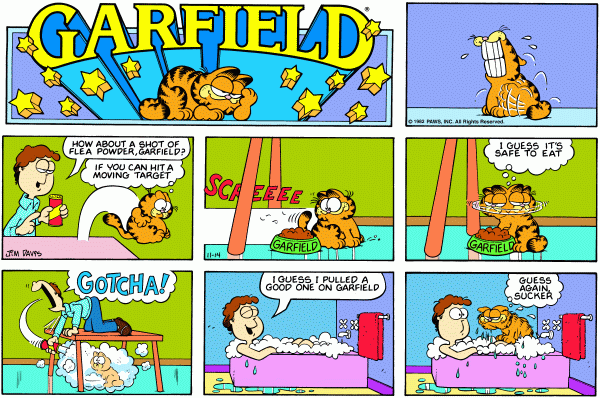 GARFIELD
®
© 1982 PAWS, INC. All Rights Reserved.
HOW ABOUT A SHOT OF
FLEA POWDER, GARFIELD?
IF YOU CAN HIT A
MOVING TARGET
JIM DAVIS
SCREEEE
GARFIELD
11-14
I GUESS IT'S
SAFE TO EAT
GARFIELD
GOTCHA!
I GUESS I PULLED A
GOOD ONE ON GARFIELD
GUESS
AGAIN,
SUCKER